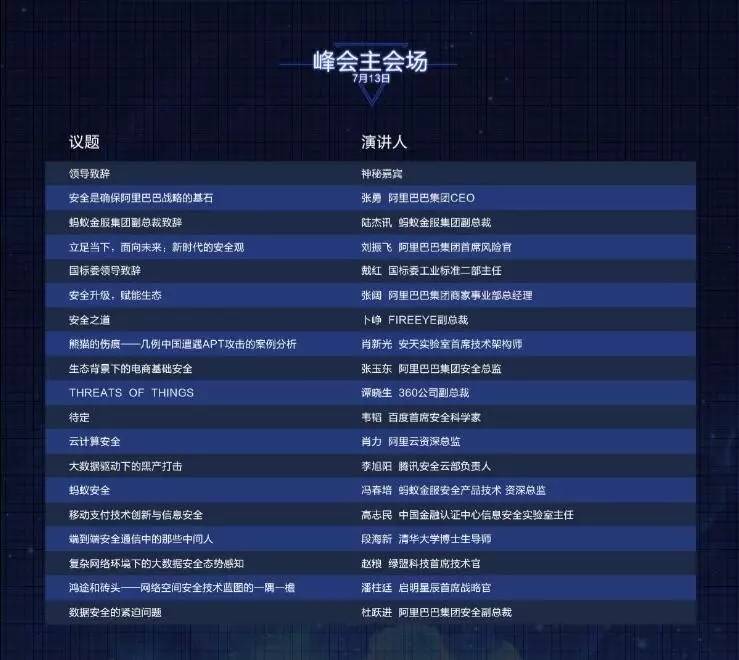 峰会主会场
7月13日
议题 演讲人
领导致辞 神秘嘉宾
安全是确保阿里巴巴战略的基石 张勇 阿里巴巴集团CEO
蚂蚁金服集团副总裁致辞 陆杰讯 蚂蚁金服集团副总裁
立足当下，面向未来：新时代的安全观 刘振飞 阿里巴巴集团首席风险官
国标委领导致辞 戴红 国标委工业标准二部主任
安全升级，赋能生态 张阔 阿里巴巴集团商家事业部总经理
安全之道 卜峥 FIREEYE副总裁
熊猫的伤痕——几例中国遭遇APT攻击的案例分析 肖新光 安天实验室首席技术架构师
生态背景下的电商基础安全 张玉东 阿里巴巴集团安全总监
THREATS OF THINGS 谭晓生 360公司副总裁
待定 韦韬 百度首席安全科学家
云计算安全 肖力 阿里云资深总监
大数据驱动下的黑产打击 李旭阳 腾讯安全云部负责人
蚂蚁安全 冯春培 蚂蚁金服安全产品技术 资深总监
移动支付技术创新与信息安全 高志民 中国金融认证中心信息安全实验室主任
端到端安全通信中的那些中间人 段海新 清华大学博士生导师
复杂网络环境下的大数据安全态势感知 赵粮 绿盟科技首席技术官
鸿途和砖头——网络空间安全技术蓝图的一隅一檐 潘柱廷 启明星辰首席战略官
数据安全的紧迫问题 杜跃进 阿里巴巴集团安全副总裁